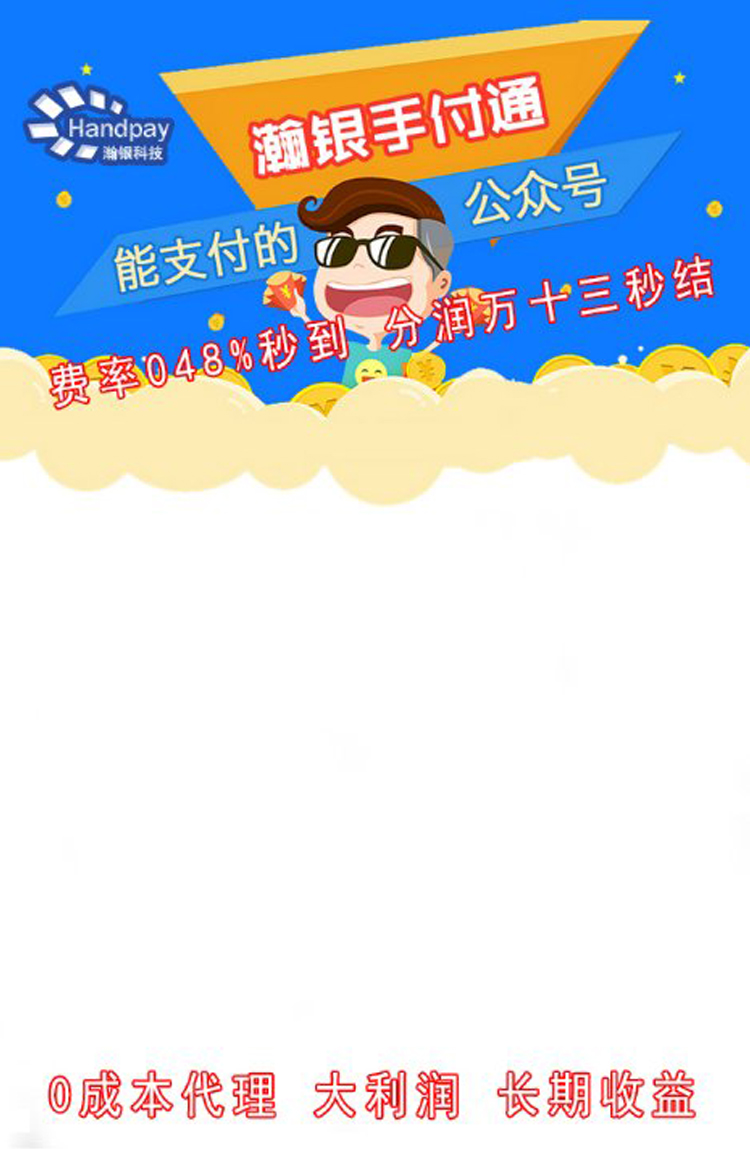 Handpay
瀚银科技
瀚银手付通
能支付的 公众号
费率048%秒到 分润万十三秒结
0成本代理 大利润 长期收益